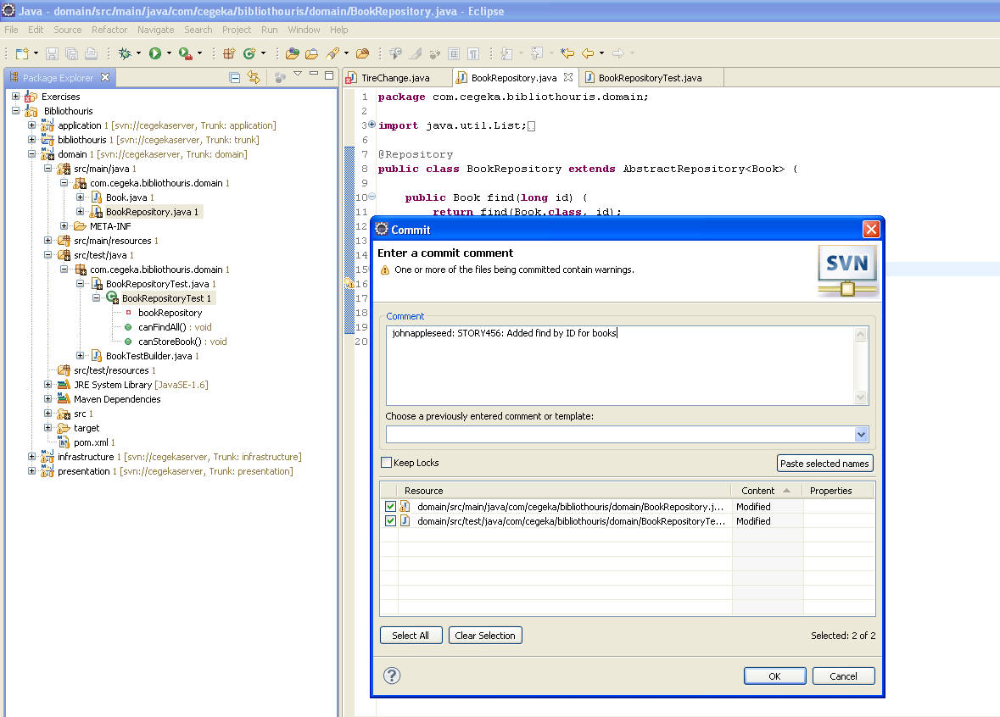 Java - domain/src/main/java/com/cegeka/bibliothouris/domain/BookRepository.java - Eclipse
File Edit Source Refactor Navigate Search Project Run Window Help
Package Explorer
Exercises
Bibliothouris
application 1 [svn://cegekaserver, Trunk: application]
bibliothouris 1 [svn://cegekaserver, Trunk: trunk]
domain 1 [svn://cegekaserver, Trunk: domain]
src/main/java 1
com.cegeka.bibliothouris.domain 1
Book.java 1
BookRepository.java 1
META-INF
src/main/resources 1
src/test/java 1
com.cegeka.bibliothouris.domain 1
BookRepositoryTest.java 1
BookRepositoryTest 1
bookRepository
canFindAll() : void
canStoreBook() : void
BookTestBuilder.java 1
src/test/resources 1
JRE System Library [JavaSE-1.6]
Maven Dependencies
src 1
target
pom.xml 1
infrastructure 1 [svn://cegekaserver, Trunk: infrastructure]
presentation 1 [svn://cegekaserver, Trunk: presentation]
TireChange.java BookRepository.java BookRepositoryTest.java
1 package com.cegeka.bibliothouris.domain;
2
3 import java.util.List;
6
7 @Repository
8 public class BookRepository extends AbstractRepository<Book> {
9
10 public Book find(long id) {
11 return find(Book.class, id);
12
13
14
15
16
17
18
19
20
Commit
Enter a commit comment
One or more of the files being committed contain warnings.
SVN
Comment
johnappleseed: STORY456: Added find by ID for books
Choose a previously entered comment or template:
Keep Locks
Paste selected names
Resource Content Properties
domain/src/main/java/com/cegeka/bibliothouris/domain/BookRepository.j... Modified
domain/src/test/java/com/cegeka/bibliothouris/domain/BookRepositoryTe... Modified
Select All Clear Selection Selected: 2 of 2
? OK Cancel